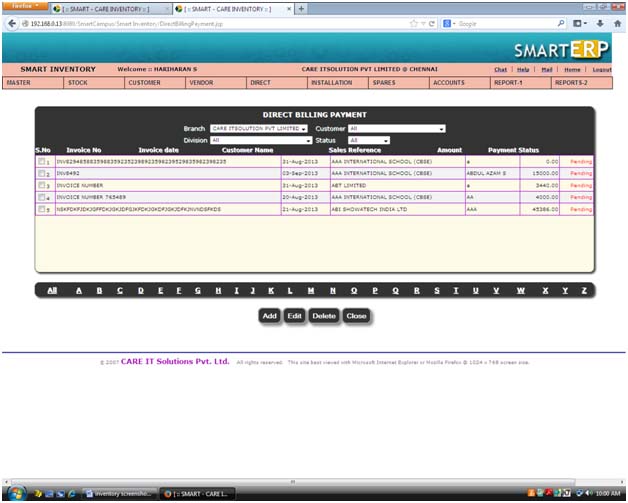 Firefox
[ :: SMART - CARE INVENTORY :: ] × [ :: SMART - CARE INVENTORY :: ] × +
192.168.0.13:8080/SmartCampus/Smart Inventory/DirectBillingPayment.jsp Google
SMARTERP
SMART INVENTORY Welcome :: HARIHARAN S CARE ITSOLUTION PVT LIMITED @ CHENNAI Chat | Help | Mail | Home | Logout
MASTER STOCK CUSTOMER VENDOR DIRECT INSTALLATION SPARES ACCOUNTS REPORT-1 REPORTS-2
DIRECT BILLING PAYMENT
Branch CARE ITSOLUTION PVT LIMITED Customer All
Division All Status All
S.No Invoice No Invoice date Customer Name Sales Reference Amount Payment Status
1 31-Aug-2013 AAA INTERNATIONAL SCHOOL (CBSE) a 0.00 Pending
2 INV8492 03-Sep-2013 AAA INTERNATIONAL SCHOOL (CBSE) ABDUL AZAM S 15000.00 Pending
3 INVOICE NUMBER 31-Aug-2013 ABT LIMITED a 3440.00 Pending
4 INVOICE NUMBER 765489 20-Aug-2013 AAA INTERNATIONAL SCHOOL (CBSE) AA 4000.00 Pending
5 21-Aug-2013 ABI SHOWATECH INDIA LTD AAA 45386.00 Pending
All A B C D E F G H I J K L M N O P Q R S T U V W X Y Z
Add Edit Delete Close
© 2007 CARE IT Solutions Pvt. Ltd. All rights reserved. This site best viewed with Microsoft Internet Explorer or Mozilla Firefox @ 1024 x 768 screen size.
inventory screensho... [ :: SMART - CARE I... 10:00 AM